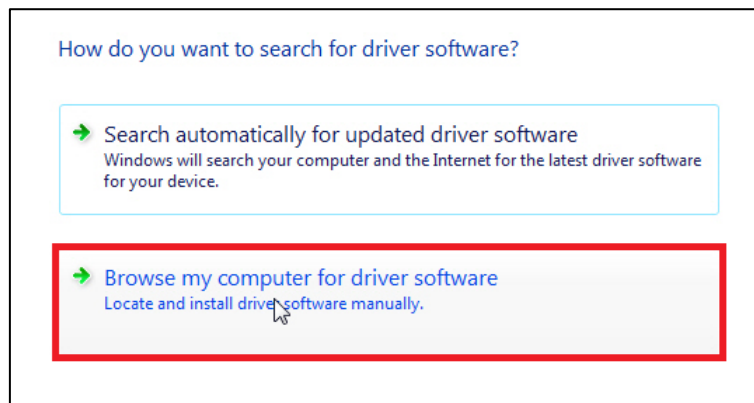 How do you want to search for driver software?
Search automatically for updated driver software
Windows will search your computer and the Internet for the latest driver software
for your device.
Browse my computer for driver software
Locate and install driver software manually.